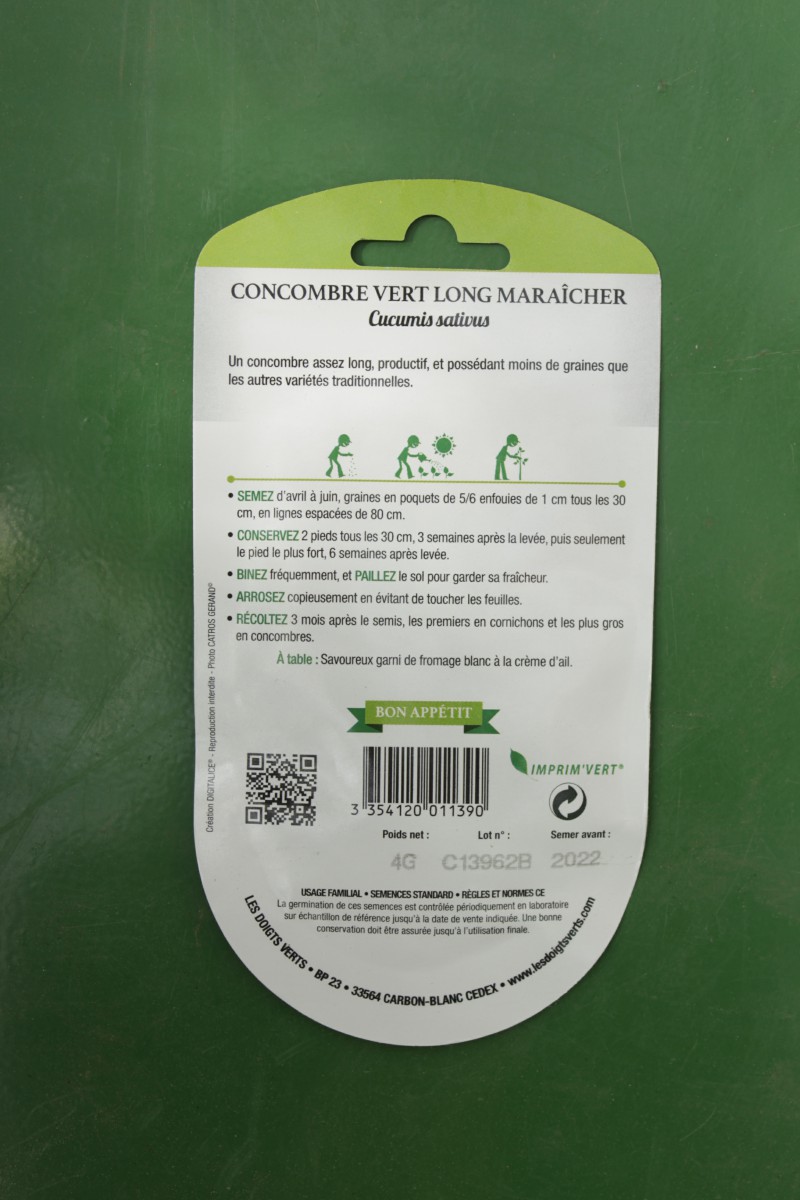 CONCOMBRE VERT LONG MARAÎCHER
Cucumis sativus
Un concombre assez long, productif, et possédant moins de graines que
les autres variétés traditionnelles.
• SEMEZ d'avril à juin, graines en poquets de 5/6 enfouies de 1 cm tous les 30
cm, en lignes espacées de 80 cm.
• CONSERVEZ 2 pieds tous les 30 cm, 3 semaines après la levée, puis seulement
le pied le plus fort, 6 semaines après levée.
• BINEZ fréquemment, et PAILLEZ le sol pour garder sa fraîcheur.
• ARROSEZ copieusement en évitant de toucher les feuilles.
• RÉCOLTEZ 3 mois après le semis, les premiers en cornichons et les plus gros
en concombres.
À table : Savoureux garni de fromage blanc à la crème d'ail.
Création DIGITALICE® - Reproduction interdite - Photo CATROS GERAND®
BON APPÉTIT
IMPRIM'VERT®
3 354120 011390
Poids net : Lot n° : Semer avant :
4G C13962B 2022
USAGE FAMILIAL • SEMENCES STANDARD • RÈGLES ET NORMES CE
La germination de ces semences est contrôlée périodiquement en laboratoire
sur échantillon de référence jusqu'à la date de vente indiquée. Une bonne
conservation doit être assurée jusqu'à l'utilisation finale.
LES DOIGTS VERTS • BP 23 • 33564 CARBON-BLANC CEDEX • www.lesdoigtsverts.com